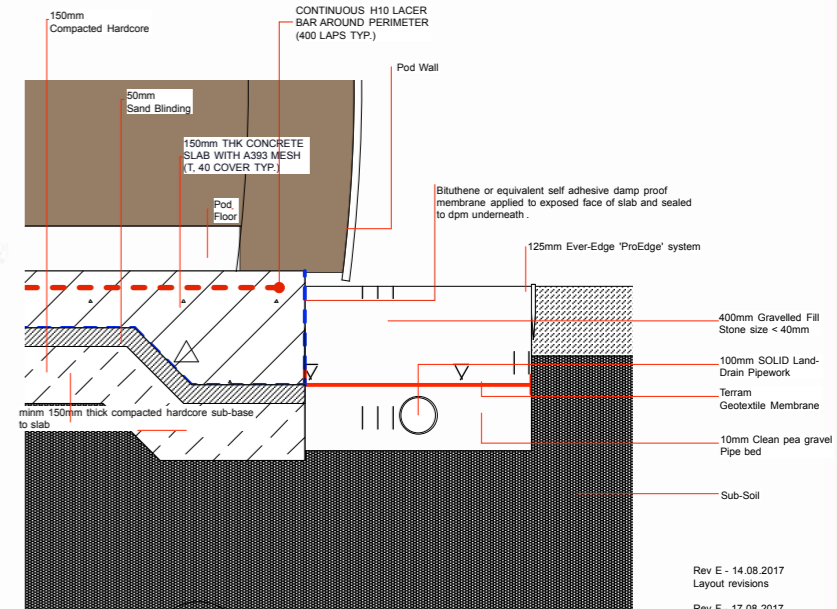 150mm
Compacted Hardcore
CONTINUOUS H10 LACER
BAR AROUND PERIMETER
(400 LAPS TYP.)
Pod Wall
50mm
Sand Blinding
150mm THK CONCRETE
SLAB WITH A393 MESH
(T, 40 COVER TYP.)
Pod
Floor
Bituthene or equivalent self adhesive damp proof
membrane applied to exposed face of slab and sealed
to dpm underneath .
125mm Ever-Edge 'ProEdge' system
400mm Gravelled Fill
Stone size < 40mm
100mm SOLID Land-
Drain Pipework
Terram
Geotextile Membrane
minm 150mm thick compacted hardcore sub-base
to slab
10mm Clean pea gravel
Pipe bed
Sub-Soil
Rev E - 14.08.2017
Layout revisions
Rev F - 17.08.2017